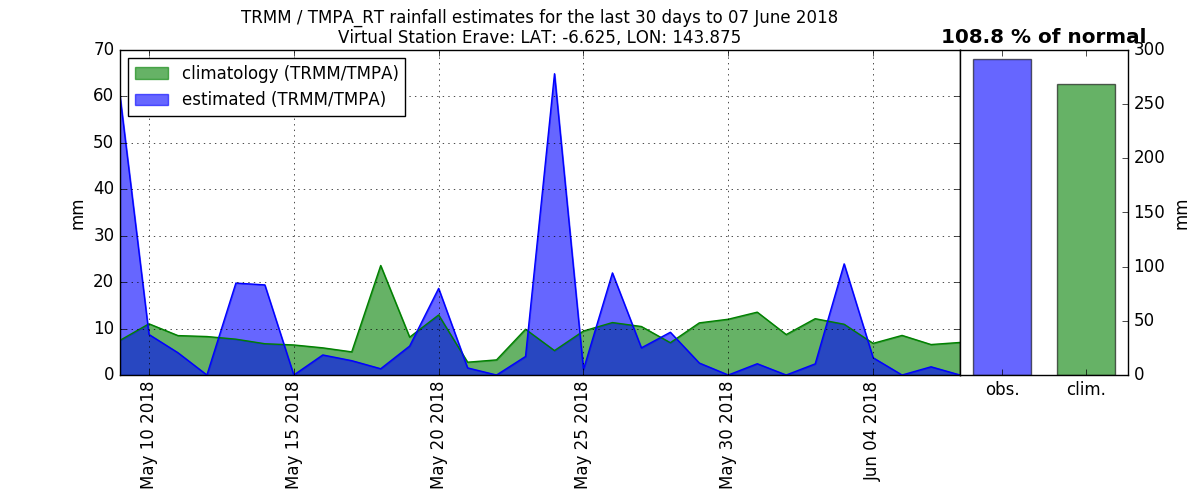 TRMM / TMPA_RT rainfall estimates for the last 30 days to 07 June 2018
Virtual Station Erave: LAT: -6.625, LON: 143.875
108.8 % of normal
climatology (TRMM/TMPA)
estimated (TRMM/TMPA)
70
60
50
40
30
20
10
0
mm
300
250
200
150
100
50
0
mm
May 10 2018
May 15 2018
May 20 2018
May 25 2018
May 30 2018
Jun 04 2018
obs.
clim.